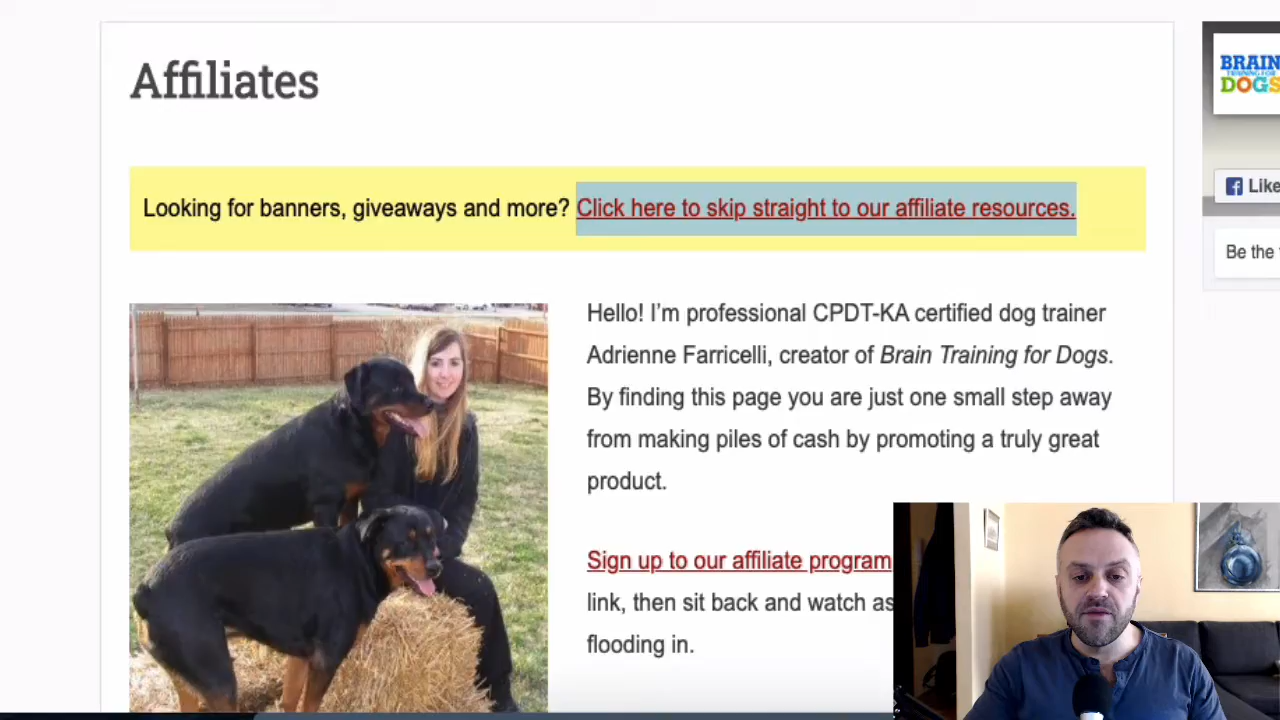 Affiliates
BRAIN
TRAINING FOR
DOGS
Looking for banners, giveaways and more? Click here to skip straight to our affiliate resources.
Like
Be the
Hello! I'm professional CPDT-KA certified dog trainer
Adrienne Farricelli, creator of Brain Training for Dogs.
By finding this page you are just one small step away
from making piles of cash by promoting a truly great
product.
Sign up to our affiliate program
link, then sit back and watch as
flooding in.